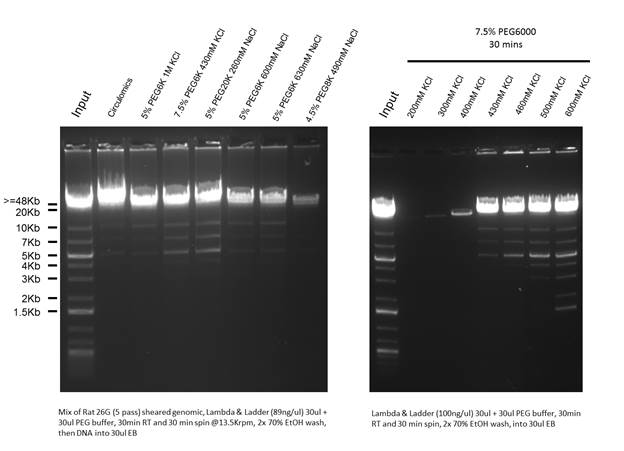 7.5% PEG6000
30 mins
Input
Circulomics
5% PEG6K 1M KCl
7.5% PEG6K 430mM KCl
5% PEG20K 260mM NaCl
5% PEG6K 600mM NaCl
5% PEG6K 630mM NaCl
4.5% PEG8K 490mM NaCl
Input
200mM KCl
300mM KCl
400mM KCl
430mM KCl
460mM KCl
500mM KCl
600mM KCl
>=48Kb
20Kb
10Kb
7Kb
5Kb
4Kb
3Kb
2Kb
1.5Kb
Mix of Rat 26G (5 pass) sheared genomic, Lambda & Ladder (89ng/ul) 30ul +
30ul PEG buffer, 30min RT and 30 min spin @13.5Krpm, 2x 70% EtOH wash,
then DNA into 30ul EB
Lambda & Ladder (100ng/ul) 30ul + 30ul PEG buffer, 30min
RT and 30 min spin, 2x 70% EtOH wash, into 30ul EB